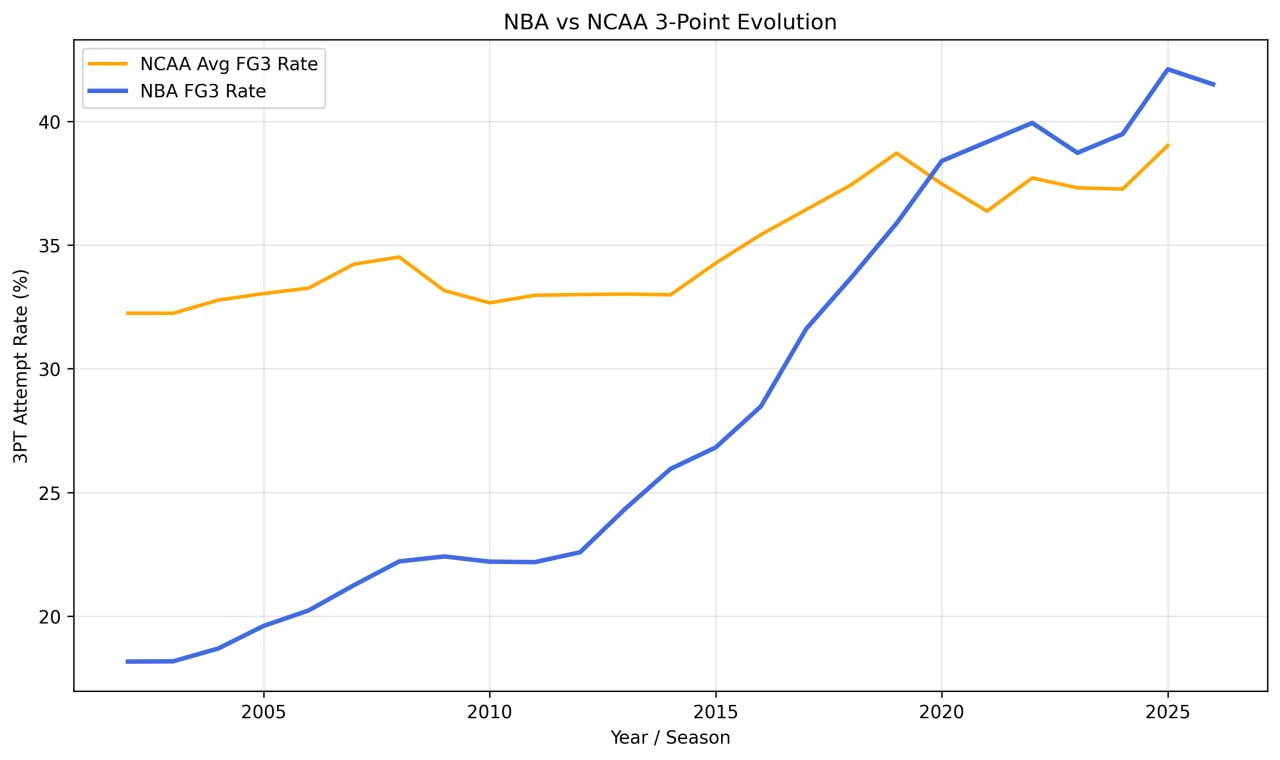 NBA vs NCAA 3-Point Evolution
NCAA Avg FG3 Rate
NBA FG3 Rate
3PT Attempt Rate (%)
40
35
30
25
20
2005 2010 2015 2020 2025
Year / Season